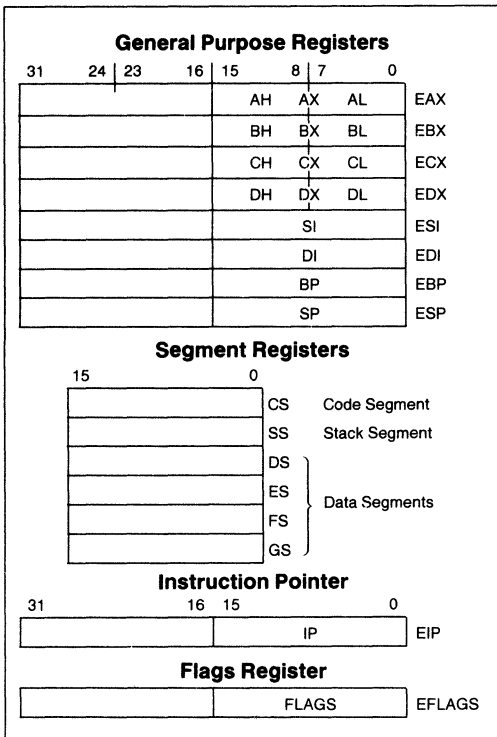 General Purpose Registers
31 24 23 16 15 8 7 0
AH AX AL EAX
BH BX BL EBX
CH CX CL ECX
DH DX DL EDX
SI ESI
DI EDI
BP EBP
SP ESP
Segment Registers
15 0
CS Code Segment
SS Stack Segment
DS
ES
Data Segments
FS
GS
Instruction Pointer
31 16 15 0
IP EIP
Flags Register
FLAGS EFLAGS